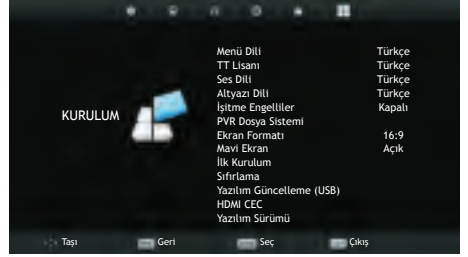 KURULUM
Menü Dili Türkçe
TT Lisanı Türkçe
Ses Dili Türkçe
Altyazı Dili Türkçe
İşitme Engelliler Kapalı
PVR Dosya Sistemi
Ekran Formatı 16:9
Mavi Ekran Açık
İlk Kurulum
Sıfırlama
Yazılım Güncelleme (USB)
HDMI CEC
Yazılım Sürümü
Taşı Geri Seç Çıkış